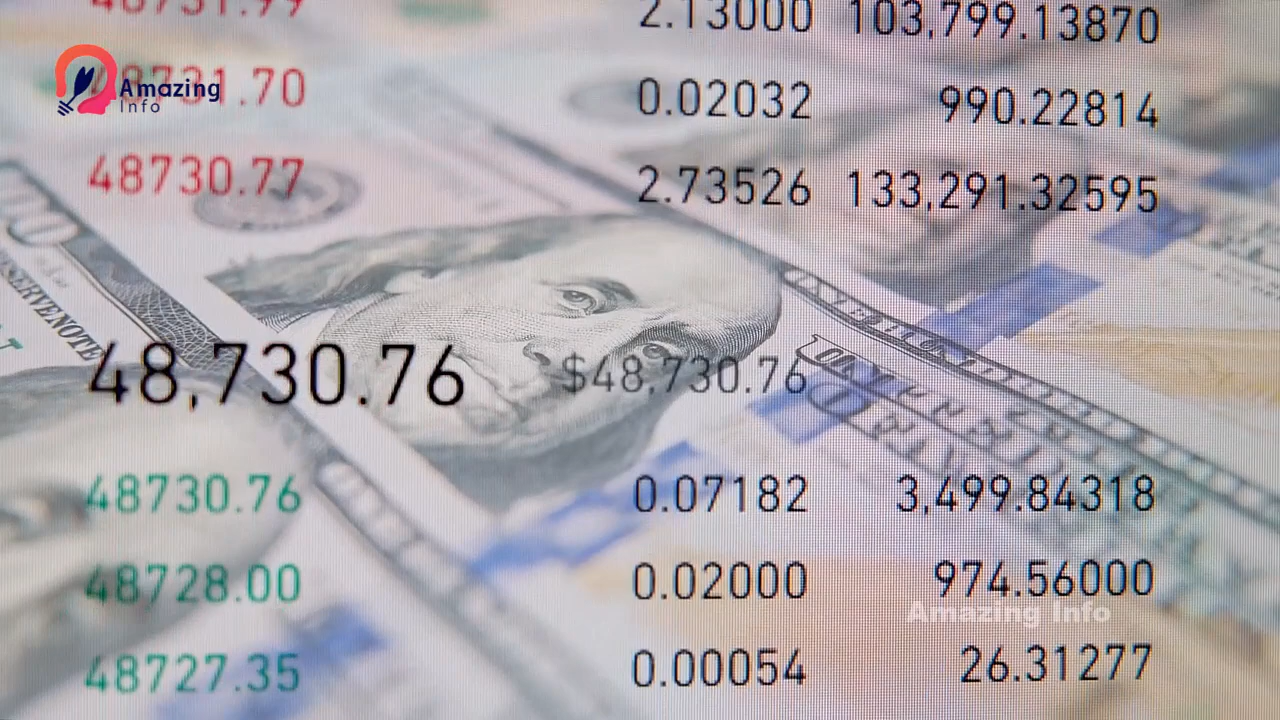 2.13000 103,799.13870
48731.70 0.02032 990.22814
Amazing
Info
48730.77 2.73526 133,291.32595
48,730.76 $48,730.76
48730.76 0.07182 3,499.84318
48728.00 0.02000 974.56000
Amazing Info
48727.35 0.00054 26.31277